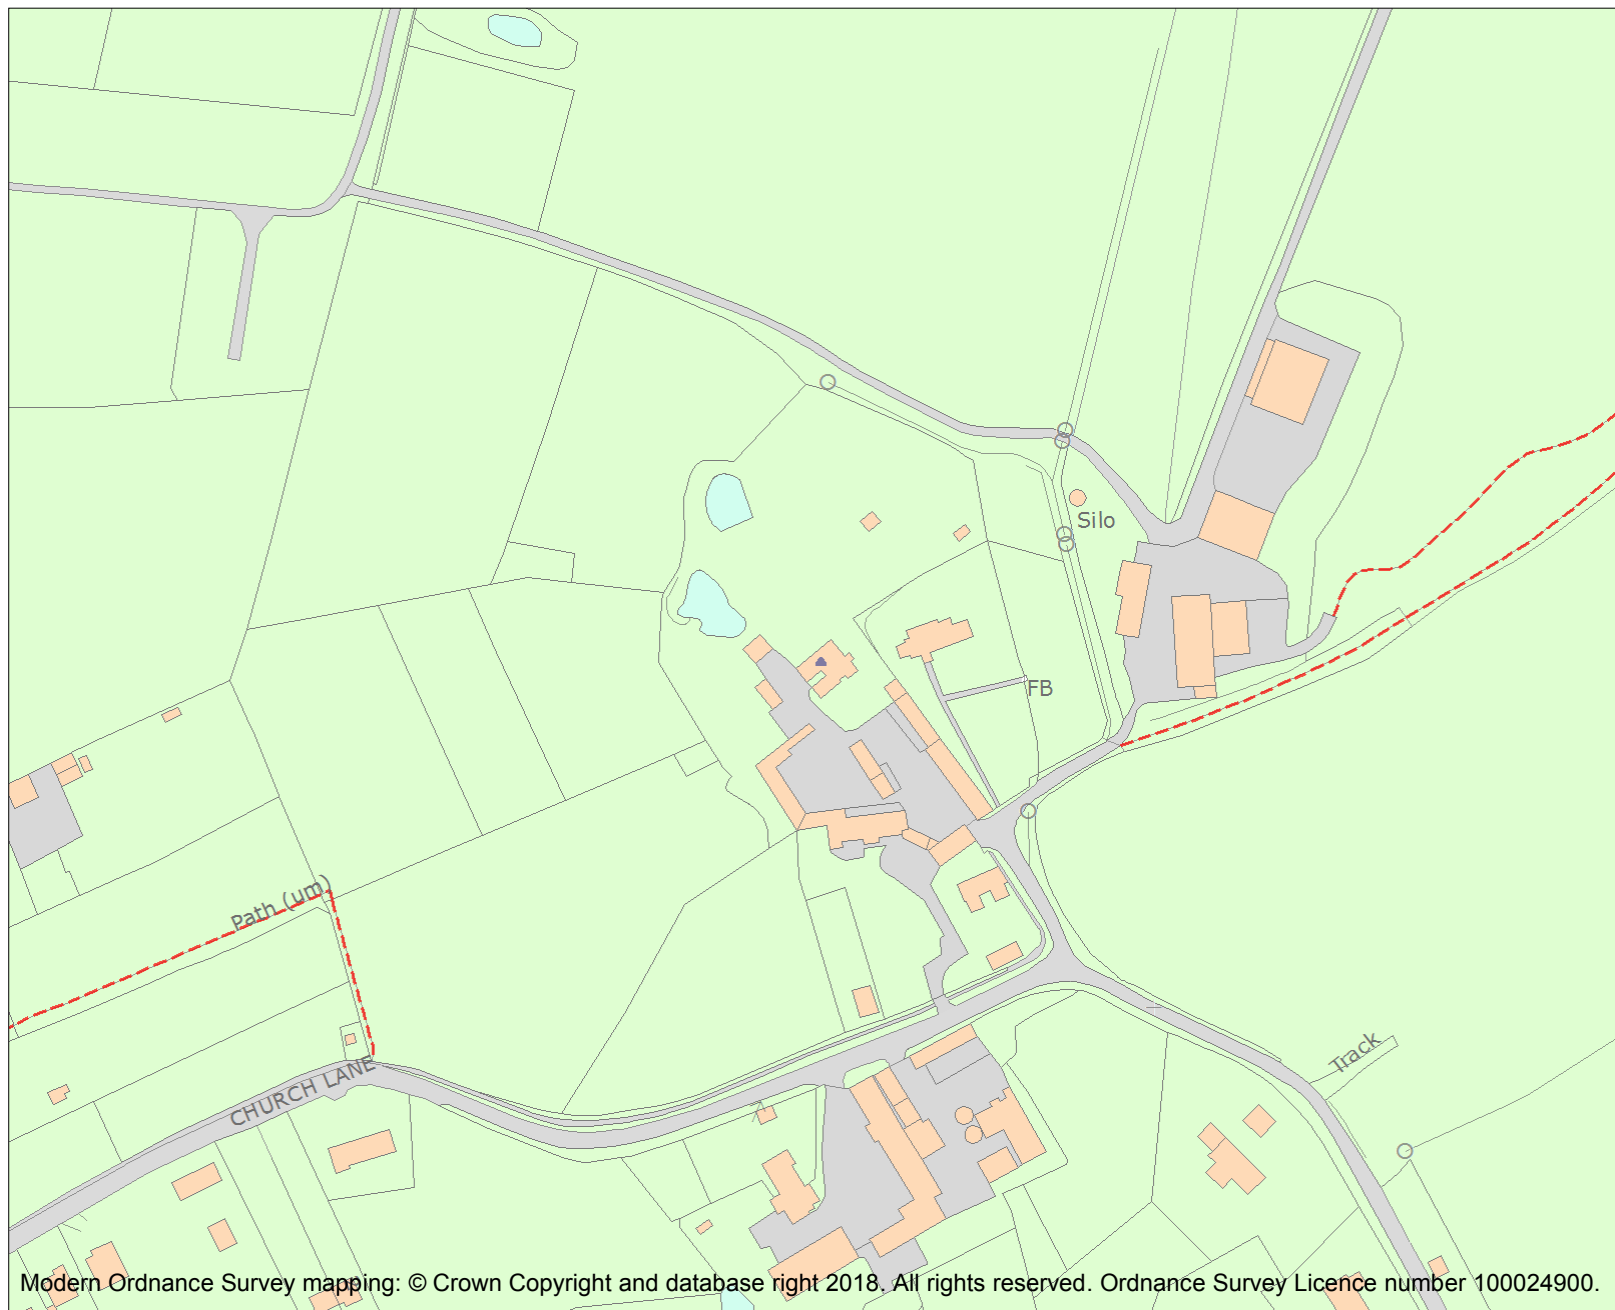 Silo
FB
Path (um)
CHURCH LANE
Track
Modern Ordnance Survey mapping: © Crown Copyright and database right 2018. All rights reserved. Ordnance Survey Licence number 100024900.